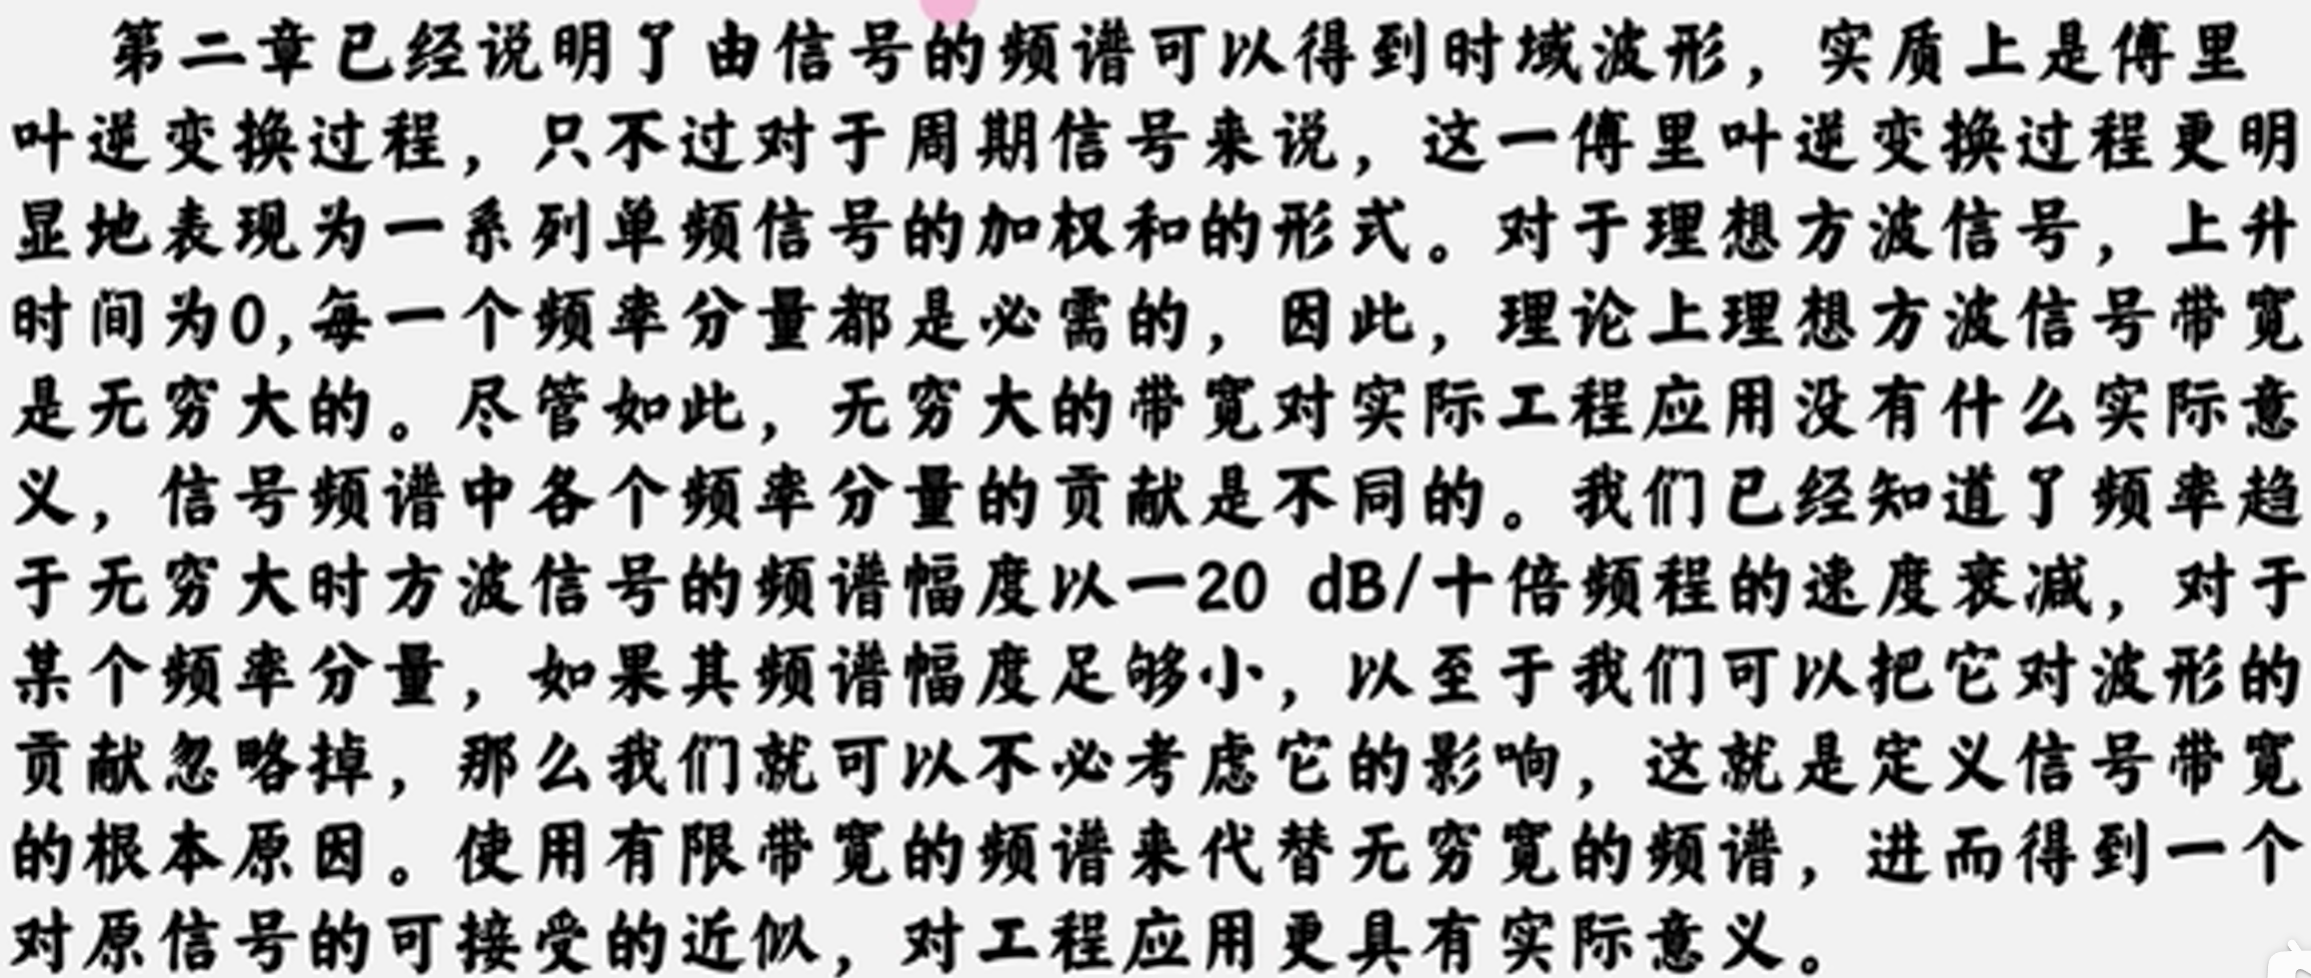 第二章已经说明了由信号的频谱可以得到时域波形，实质上是傅里
叶逆变换过程，只不过对于周期信号来说，这一傅里叶逆变换过程更明
显地表现为一系列单频信号的加权和的形式。对于理想方波信号，上升
时间为0,每一个频率分量都是必需的，因此，理论上理想方波信号带宽
是无穷大的。尽管如此，无穷大的带宽对实际工程应用没有什么实际意
义，信号频谱中各个频率分量的贡献是不同的。我们已经知道了频率趋
于无穷大时方波信号的频谱幅度以一20 dB/十倍频程的速度衰减，对于
某个频率分量，如果其频谱幅度足够小，以至于我们可以把它对波形的
贡献忽略掉，那么我们就可以不必考虑它的影响，这就是定义信号带宽
的根本原因。使用有限带宽的频谱来代替无穷宽的频谱，进而得到一个
对原信号的可接受的近似，对工程应用更具有实际意义。